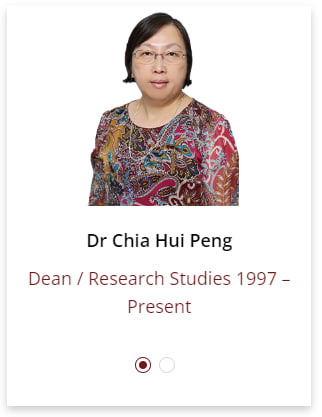 Dr Chia Hui Peng
Dean / Research Studies 1997 –
Present